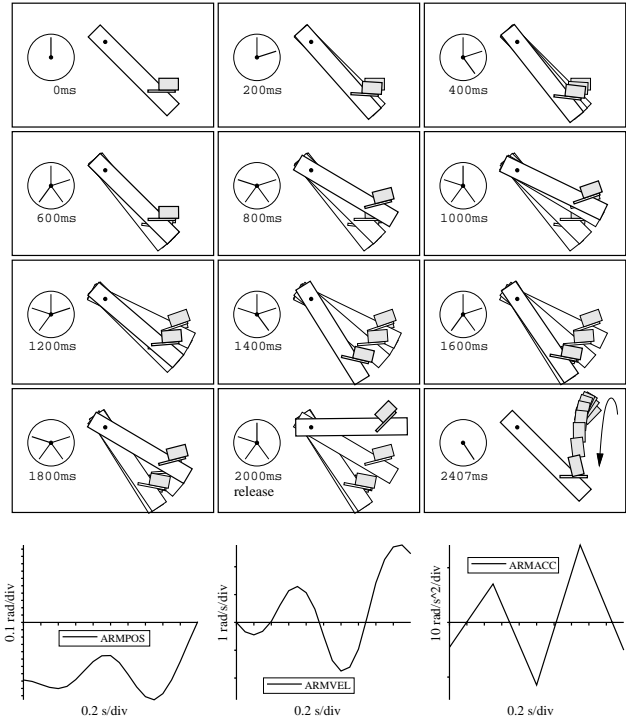 0ms
200ms
400ms
600ms
800ms
1000ms
1200ms
1400ms
1600ms
1800ms
2000ms
release
2407ms
0.1 rad/div
ARMPOS
0.2 s/div
1 rad/s/div
ARMVEL
0.2 s/div
10 rad/s^2/div
ARMACC
0.2 s/div